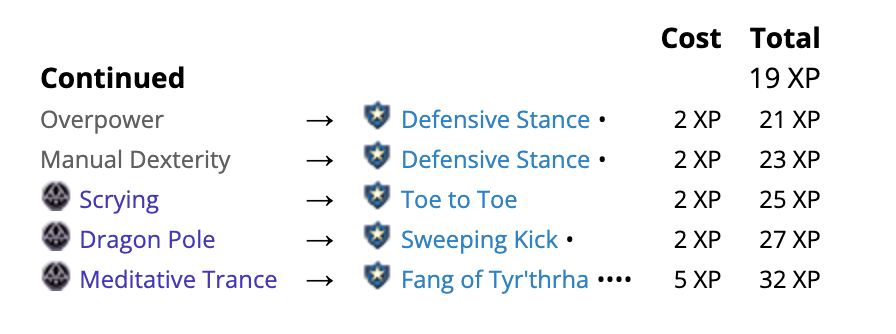 Cost Total
Continued 19 XP
Overpower → Defensive Stance • 2 XP 21 XP
Manual Dexterity → Defensive Stance • 2 XP 23 XP
Scrying → Toe to Toe 2 XP 25 XP
Dragon Pole → Sweeping Kick • 2 XP 27 XP
Meditative Trance → Fang of Tyr'thrha •••• 5 XP 32 XP